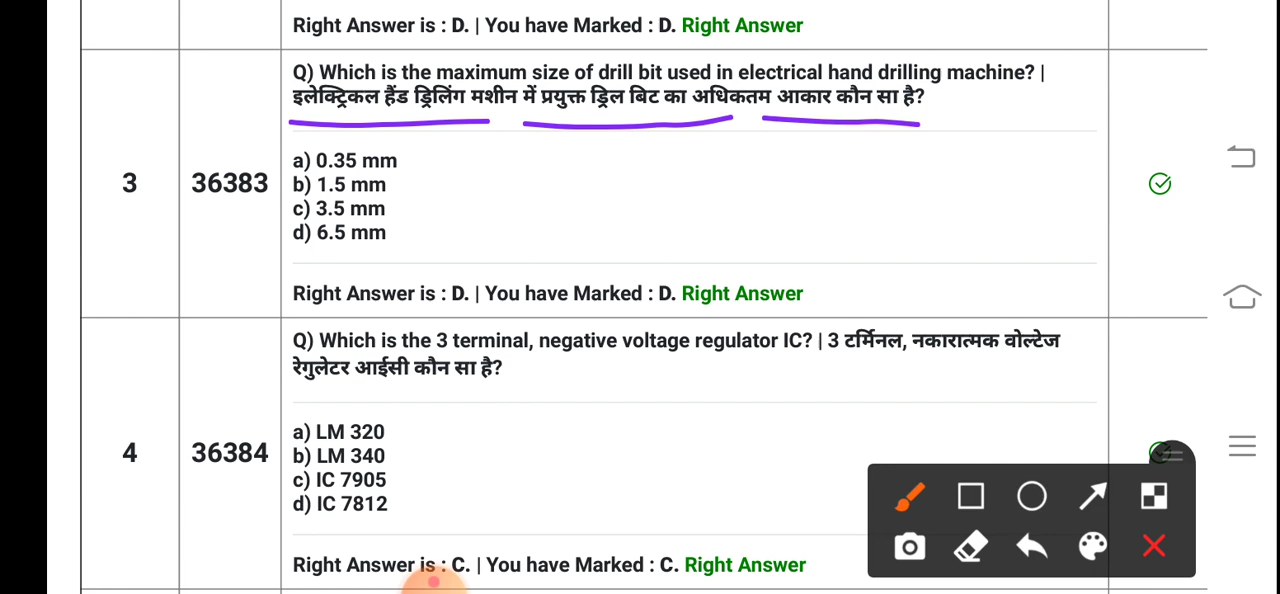 Right Answer is : D. | You have Marked : D. Right Answer
Q) Which is the maximum size of drill bit used in electrical hand drilling machine? |
इलेक्ट्रिकल हैंड ड्रिलिंग मशीन में प्रयुक्त ड्रिल बिट का अधिकतम आकार कौन सा है?
3
36383
a) 0.35 mm
b) 1.5 mm
c) 3.5 mm
d) 6.5 mm
Right Answer is : D. | You have Marked : D. Right Answer
Q) Which is the 3 terminal, negative voltage regulator IC? | 3 टर्मिनल, नकारात्मक वोल्टेज
रेगुलेटर आईसी कौन सा है?
4
36384
a) LM 320
b) LM 340
c) IC 7905
d) IC 7812
Right Answer is : C. | You have Marked : C. Right Answer